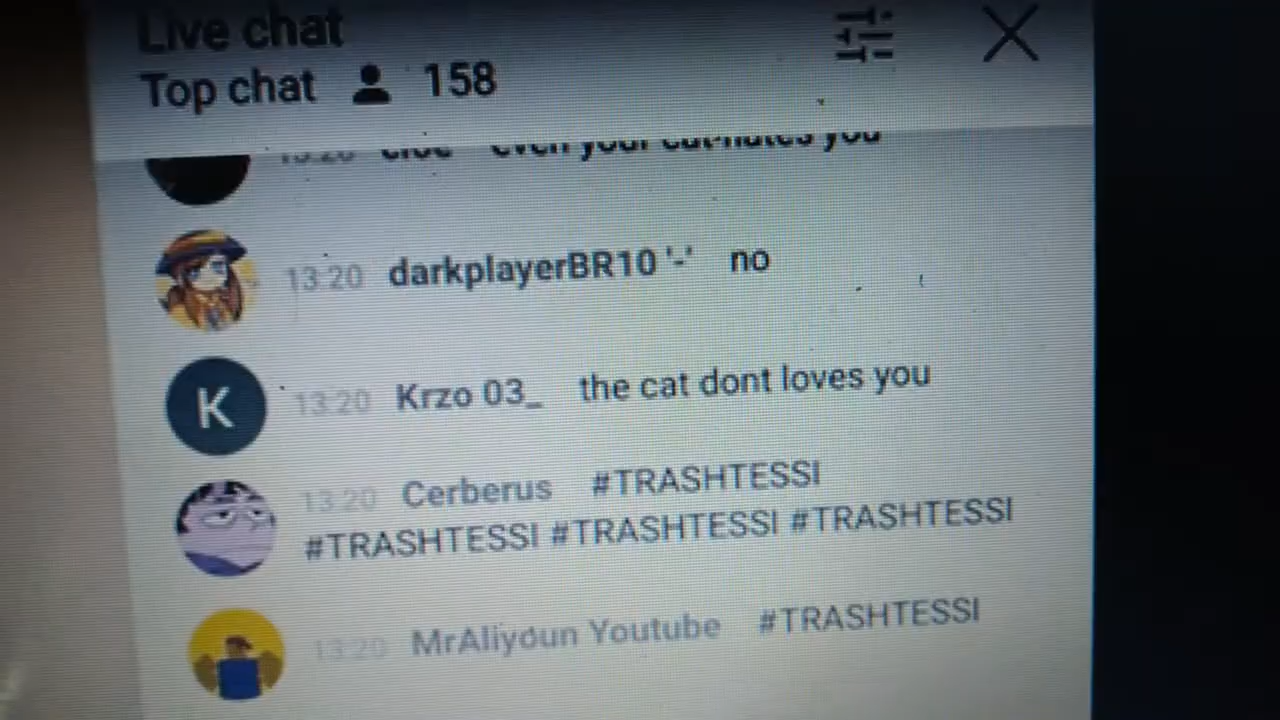 Live chat
Top chat 158
even your cat hates you
13:20 darkplayerBR10 '-' no
K 13:20 Krzo 03_ the cat dont loves you
13:20 Cerberus #TRASHTESSI
#TRASHTESSI #TRASHTESSI #TRASHTESSI
13:20 MrAliyoun Youtube #TRASHTESSI